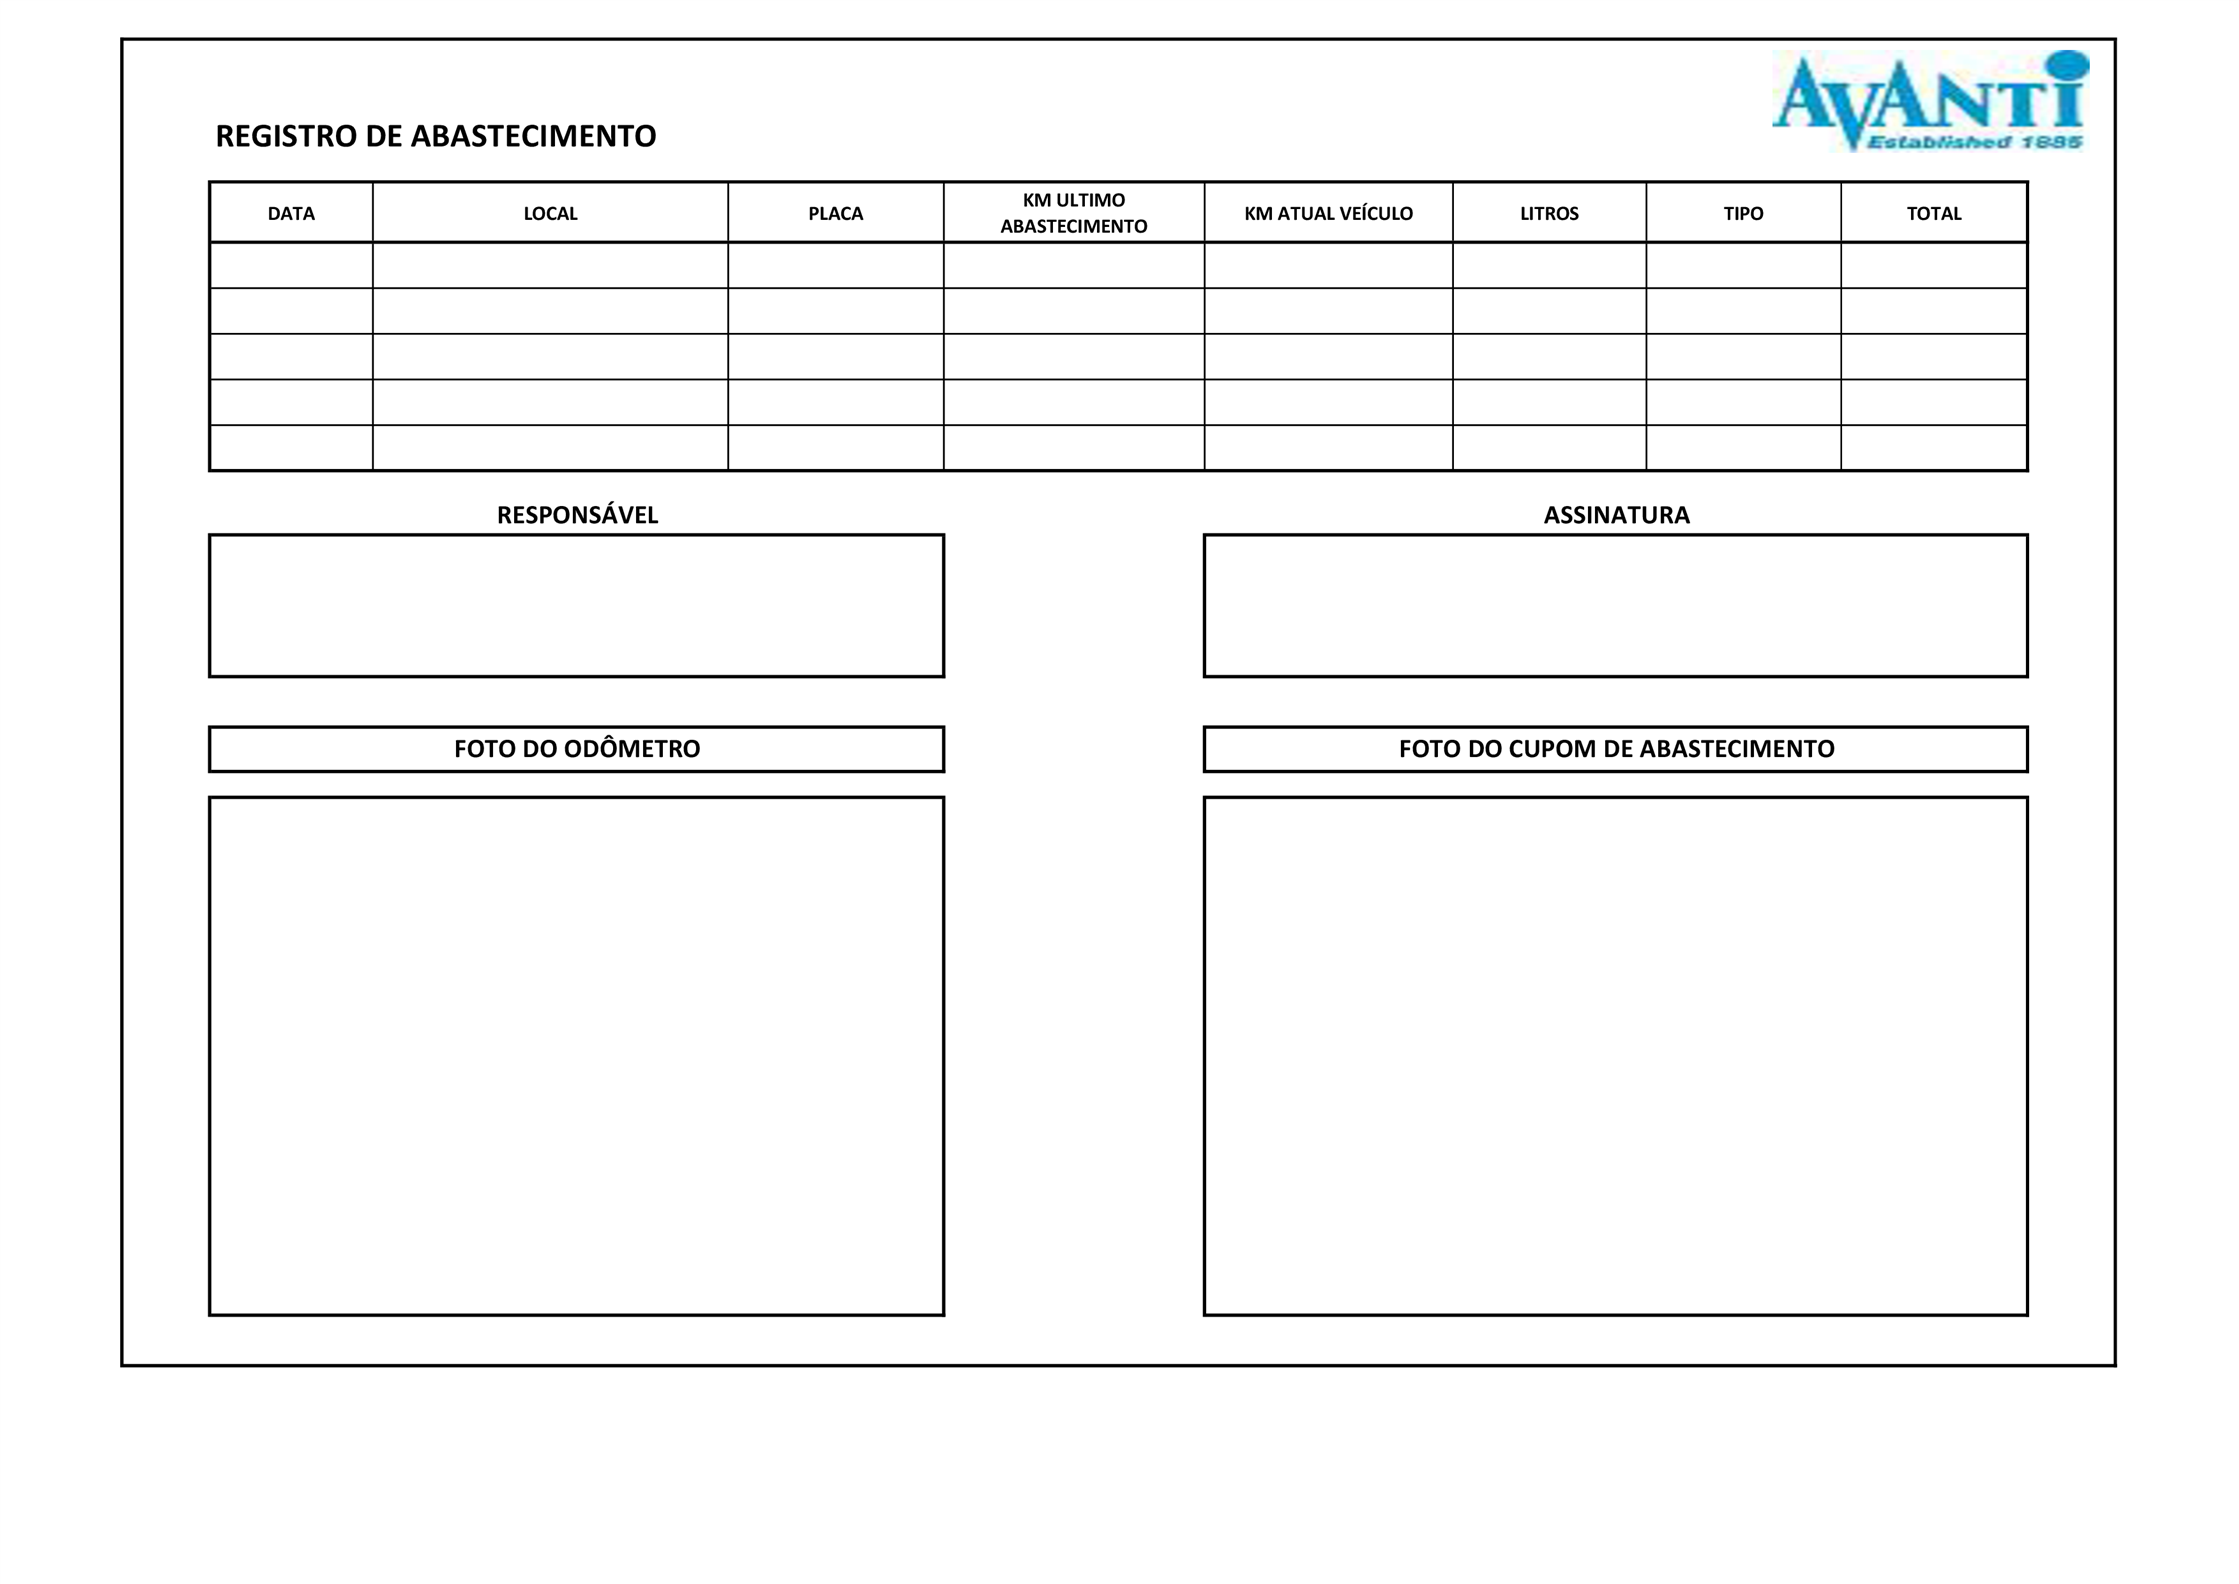 AVANTI
Established 1885
REGISTRO DE ABASTECIMENTO
DATA LOCAL PLACA KM ULTIMO ABASTECIMENTO KM ATUAL VEÍCULO LITROS TIPO TOTAL
RESPONSÁVEL ASSINATURA
FOTO DO ODÔMETRO FOTO DO CUPOM DE ABASTECIMENTO